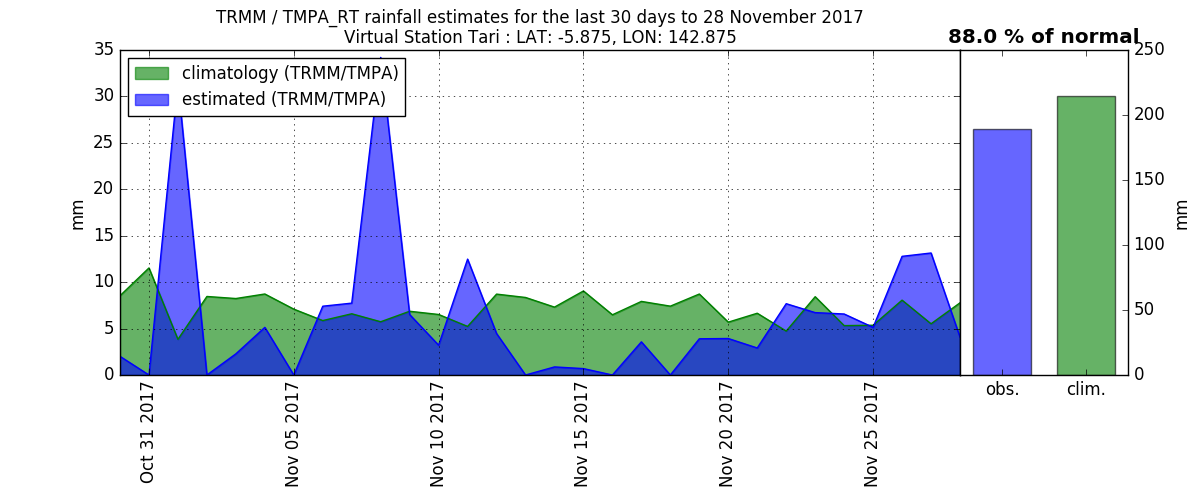 TRMM / TMPA_RT rainfall estimates for the last 30 days to 28 November 2017
Virtual Station Tari : LAT: -5.875, LON: 142.875
88.0 % of normal
climatology (TRMM/TMPA)
estimated (TRMM/TMPA)
mm
35
30
25
20
15
10
5
0
Oct 31 2017
Nov 05 2017
Nov 10 2017
Nov 15 2017
Nov 20 2017
Nov 25 2017
250
200
150
100
50
0
mm
obs.
clim.